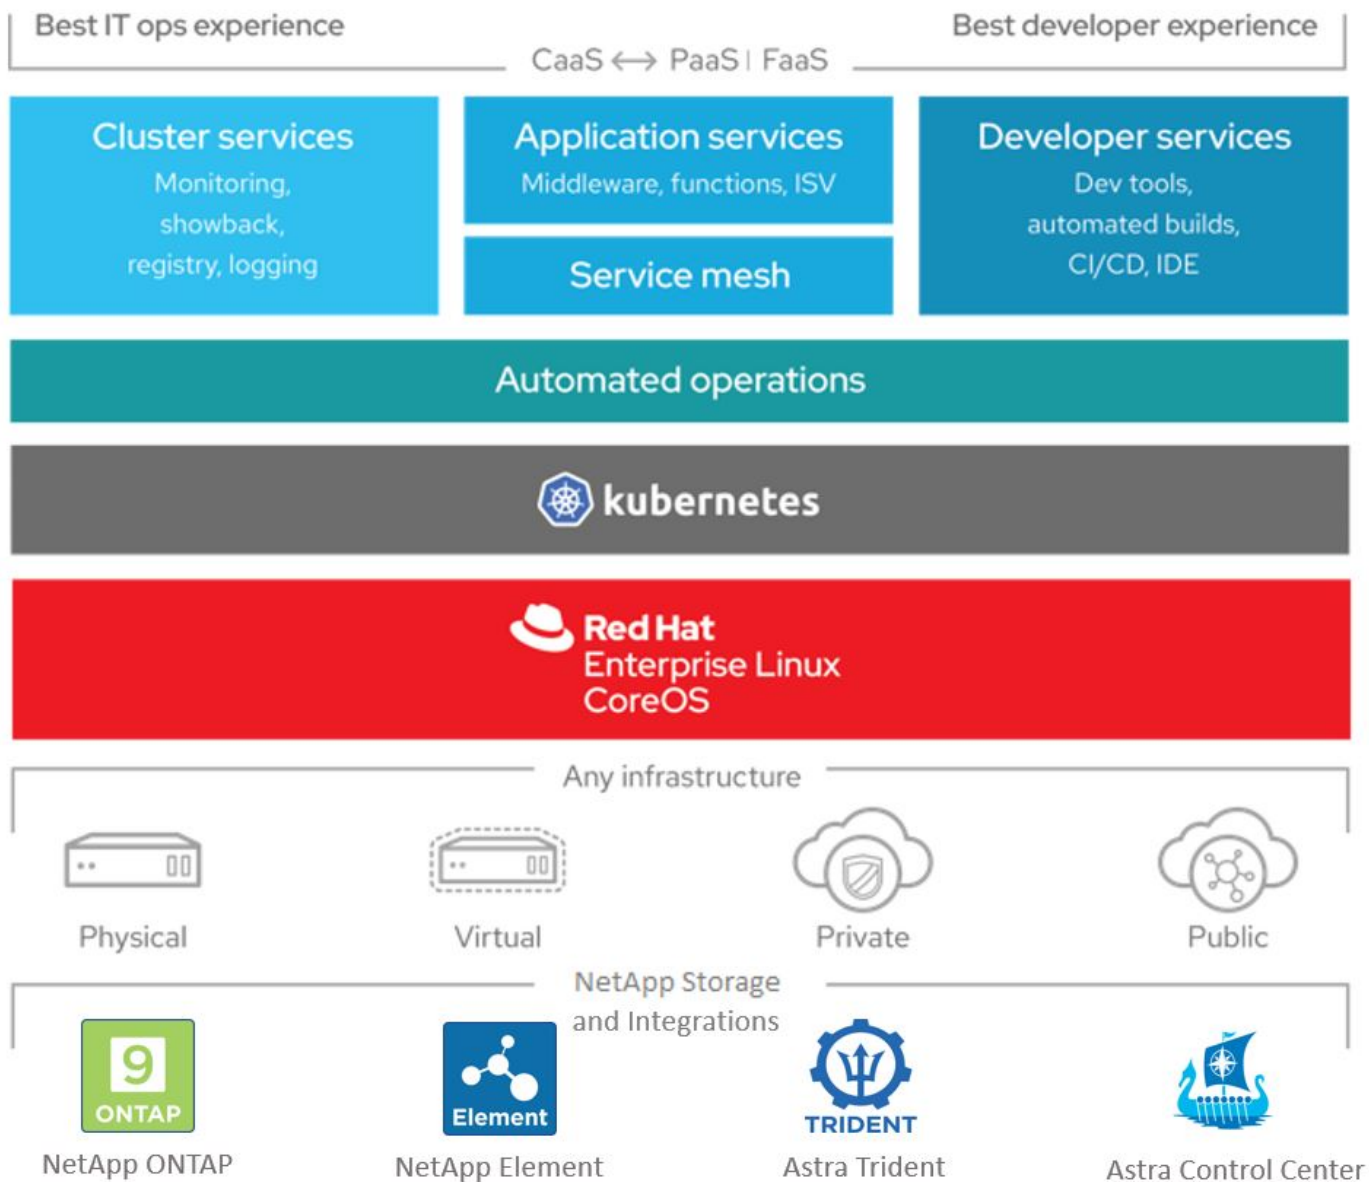 Best IT ops experience
Best developer experience
CaaS ↔ PaaS | FaaS
Cluster services
Monitoring,
showback,
registry, logging
Application services
Middleware, functions, ISV
Service mesh
Developer services
Dev tools,
automated builds,
CI/CD, IDE
Automated operations
kubernetes
Red Hat
Enterprise Linux
CoreOS
Any infrastructure
Physical
Virtual
Private
Public
NetApp Storage
and Integrations
9
ONTAP
NetApp ONTAP
Element
NetApp Element
TRIDENT
Astra Trident
Astra Control Center